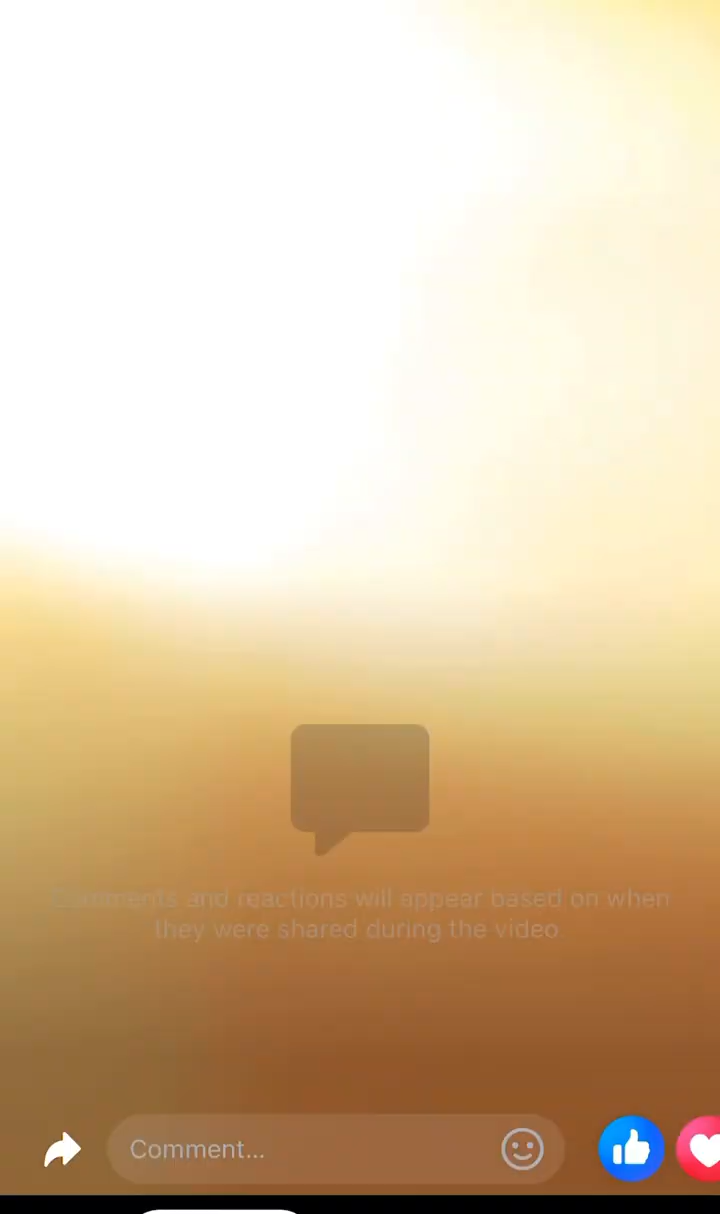 Comments and reactions will appear based on when
they were shared during the video.
Comment...